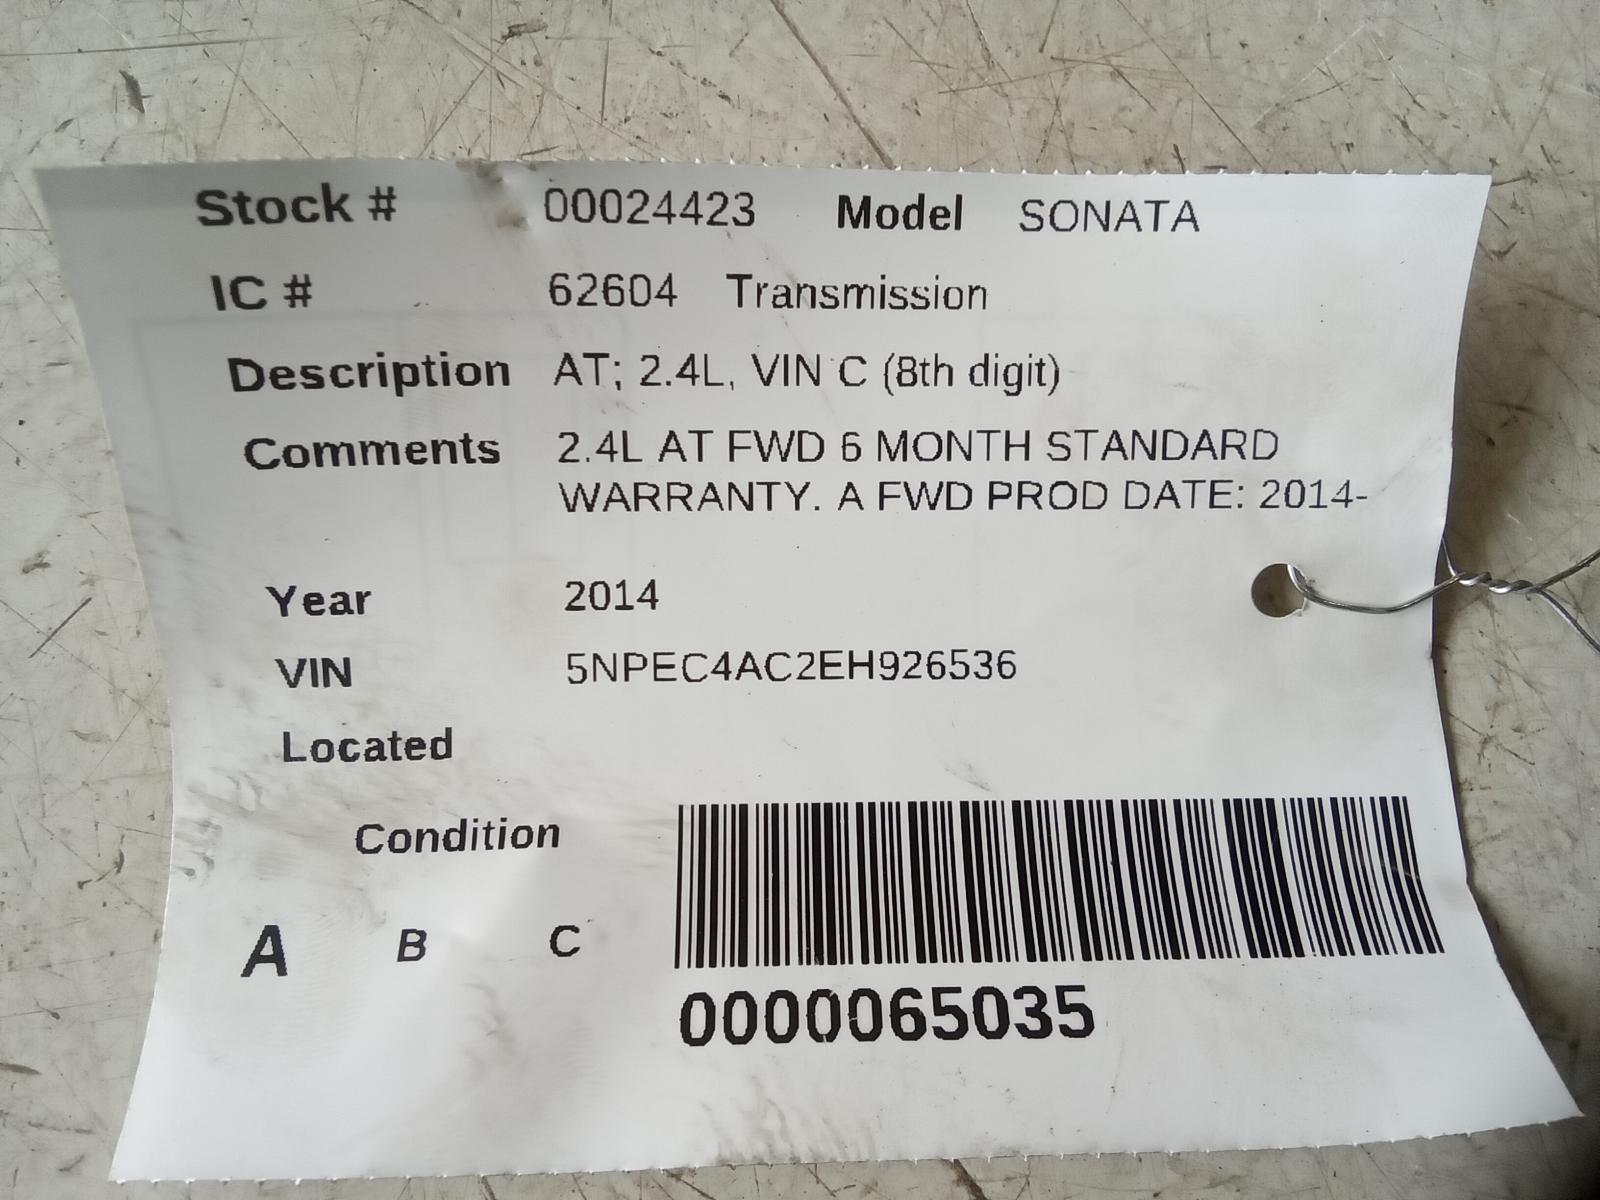 Stock # 00024423 Model SONATA
IC # 62604 Transmission
Description AT; 2.4L, VIN C (8th digit)
Comments 2.4L AT FWD 6 MONTH STANDARD
WARRANTY. A FWD PROD DATE: 2014-
Year 2014
VIN 5NPEC4AC2EH926536
Located
Condition
A B C
0000065035